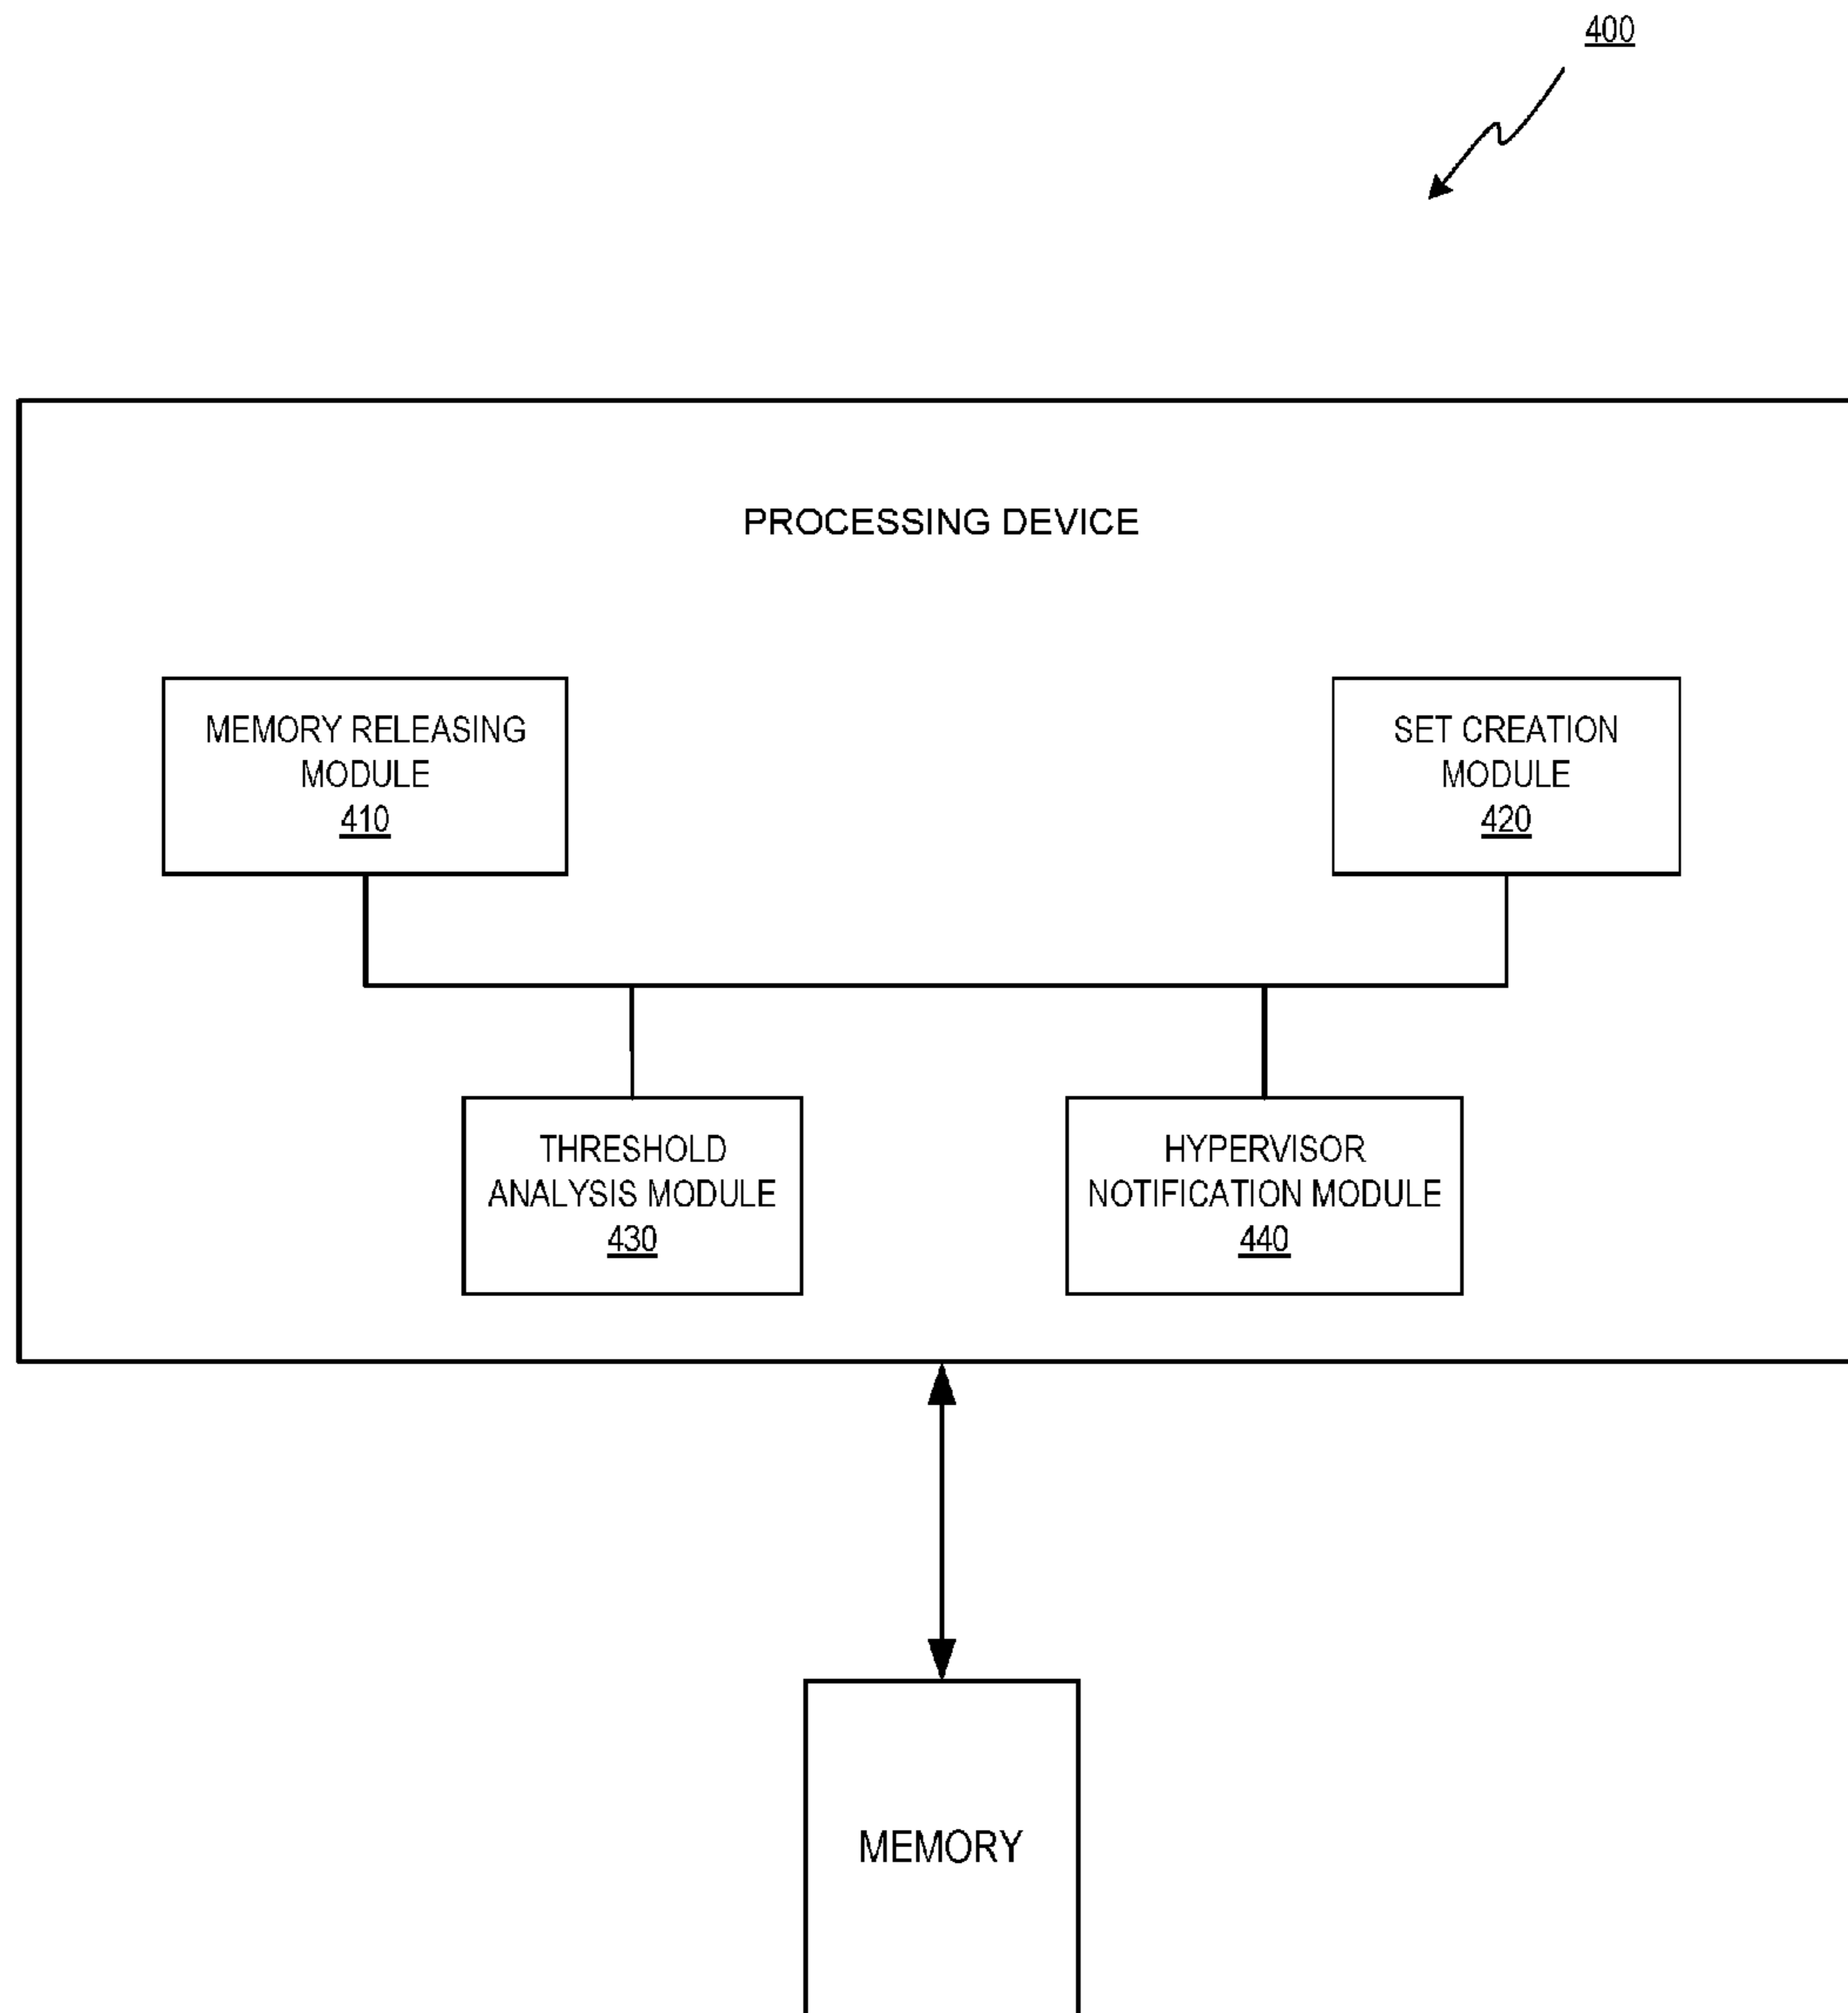 400
PROCESSING DEVICE
MEMORY RELEASING
MODULE
410
SET CREATION
MODULE
420
THRESHOLD
ANALYSIS MODULE
430
HYPERVISOR
NOTIFICATION MODULE
440
MEMORY